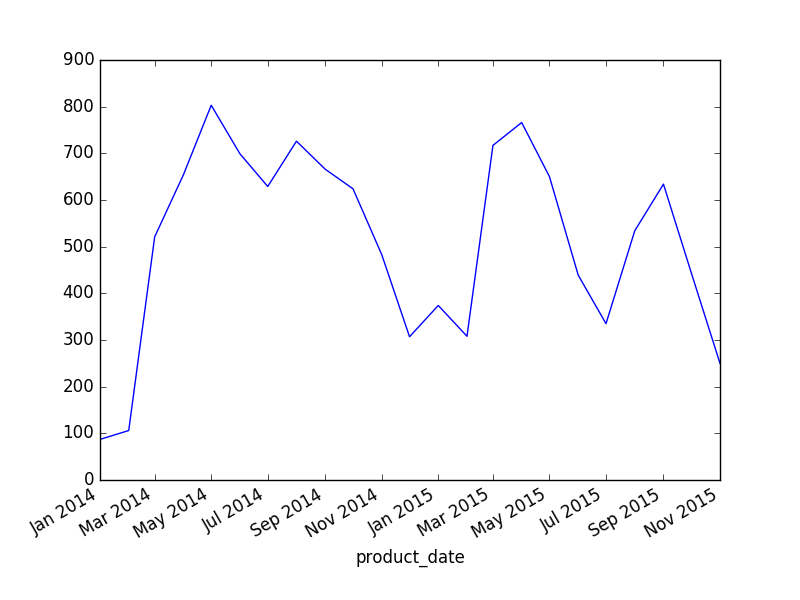 900
800
700
600
500
400
300
200
100
0
Jan 2014
Mar 2014
May 2014
Jul 2014
Sep 2014
Nov 2014
Jan 2015
Mar 2015
May 2015
Jul 2015
Sep 2015
Nov 2015
product_date